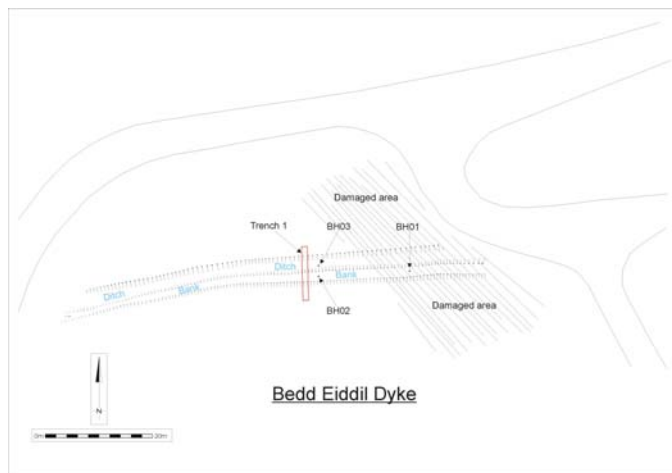 Damaged area
Trench 1
BH03
BH01
Ditch
Bank
Bank
Ditch
Damaged area
BH02
Bedd Eiddil Dyke
N
0m
20m